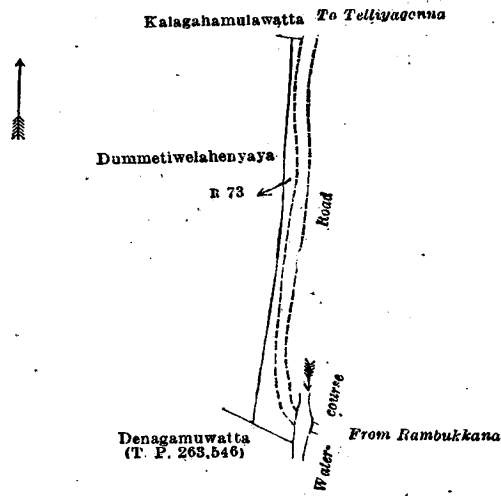 Kalagahamulawatta
To Telliyagonna
Dummetiwelahenyaya
R 73
Road
Water course
From Rambukkana
Denagamuwatta
(T. P. 263,546)